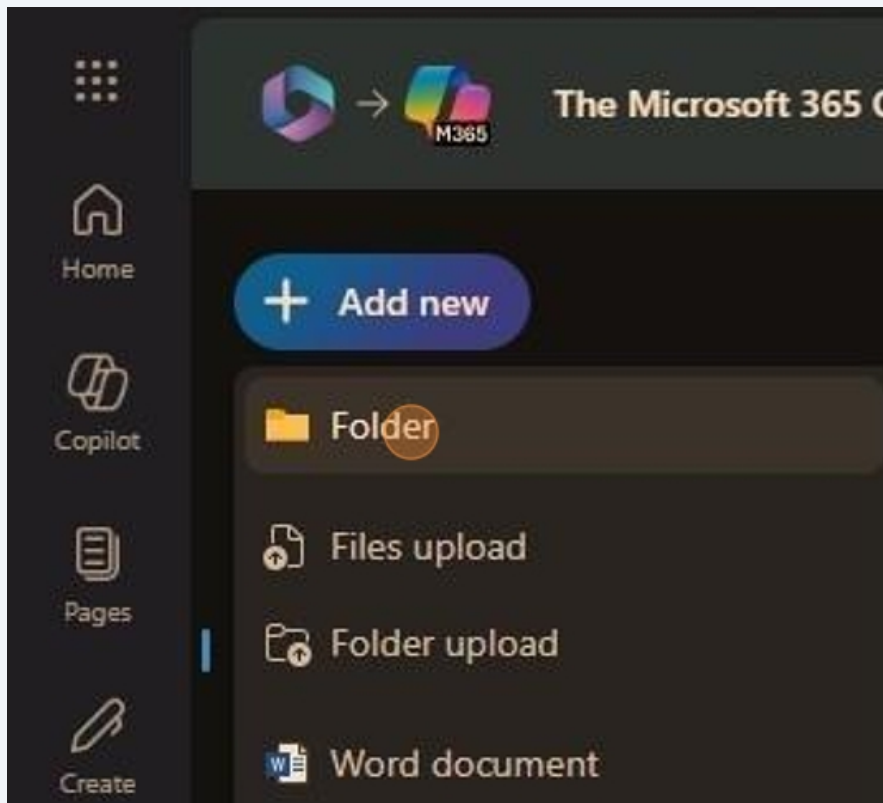 M365
The Microsoft 365
Home
Copilot
Pages
Create
Add new
Folder
Files upload
Folder upload
Word document